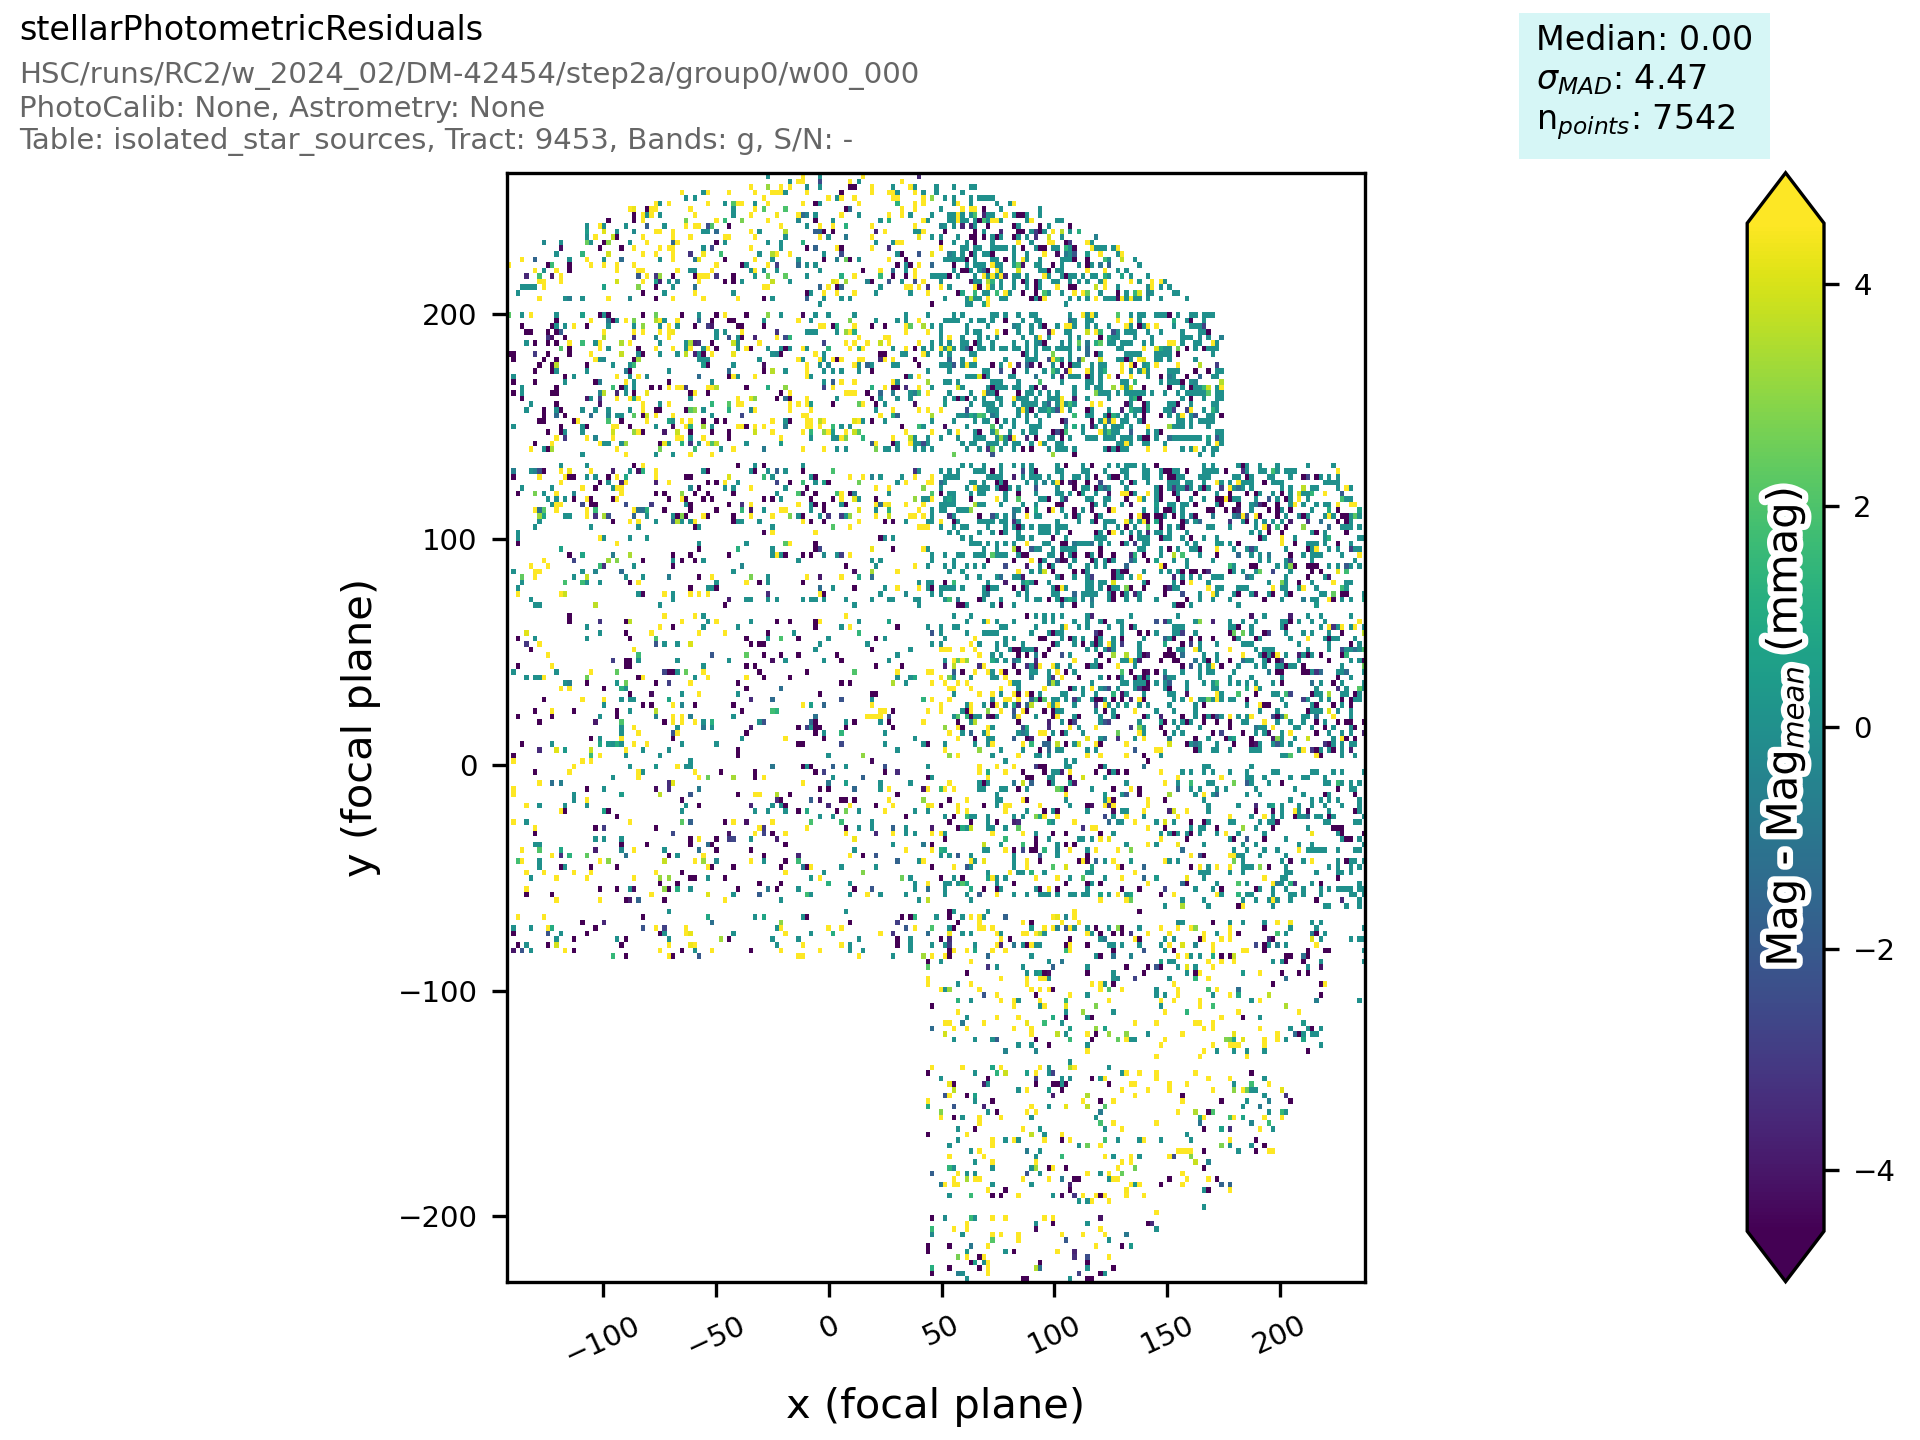 stellarPhotometricResiduals
HSC/runs/RC2/w_2024_02/DM-42454/step2a/group0/w00_000
PhotoCalib: None, Astrometry: None
Table: isolated_star_sources, Tract: 9453, Bands: g, S/N: -
Median: 0.00
σMAD: 4.47
npoints: 7542
200
100
0
−100
−200
y (focal plane)
−100
−50
0
50
100
150
200
x (focal plane)
4
2
0
−2
−4
Mag - Magmean (mmag)